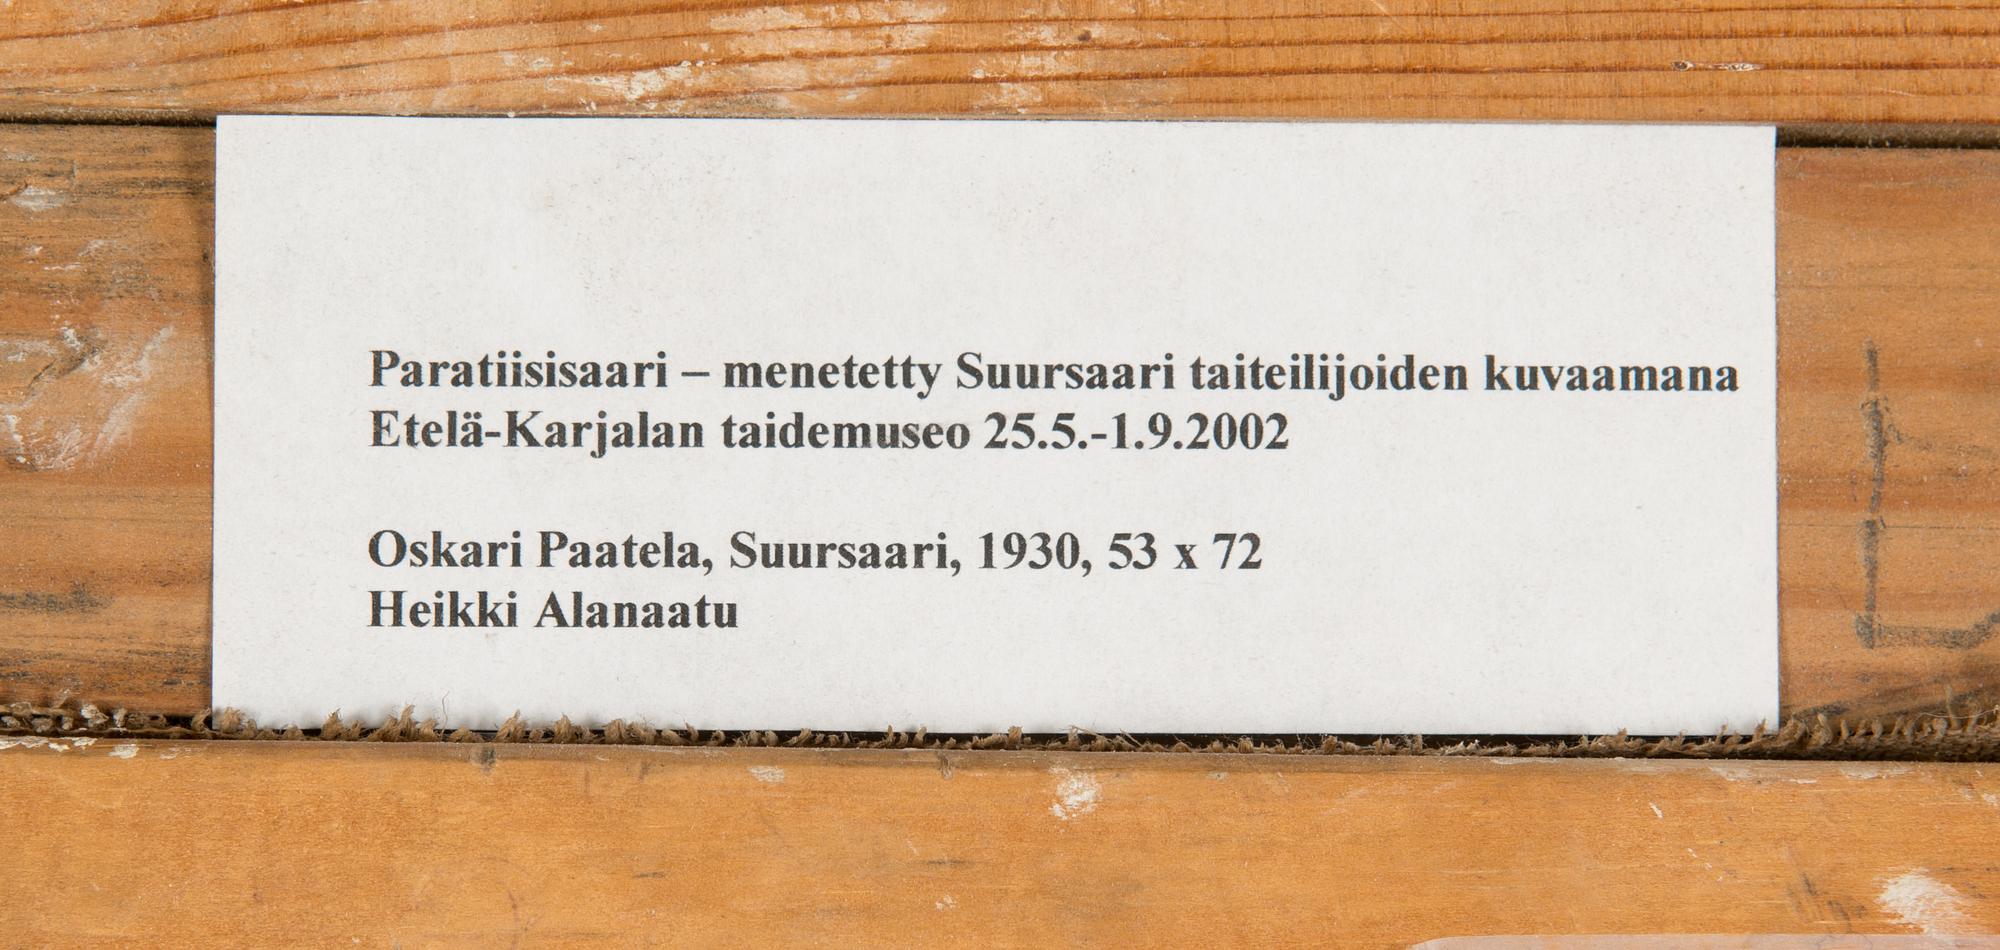 Paratiisisaari – menetetty Suursaari taiteilijoiden kuvaamana
Etelä-Karjalan taidemuseo 25.5.-1.9.2002
Oskari Paatela, Suursaari, 1930, 53 x 72
Heikki Alanaatu